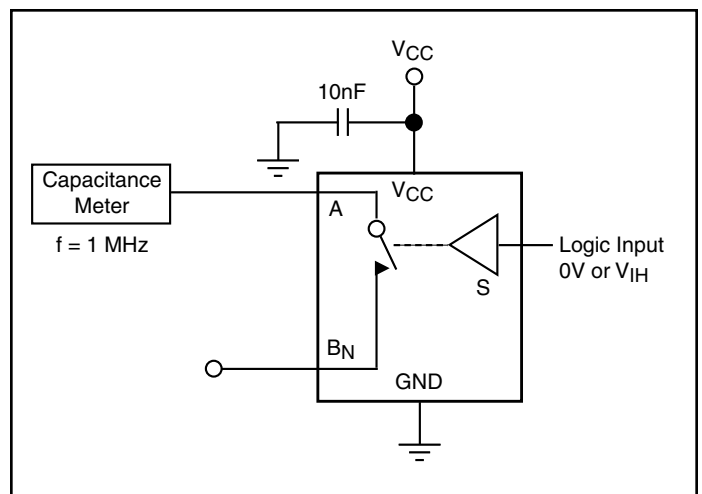 VCC
10nF
Capacitance
Meter
f = 1 MHz
VCC
A
S
Logic Input
0V or VIH
BN
GND